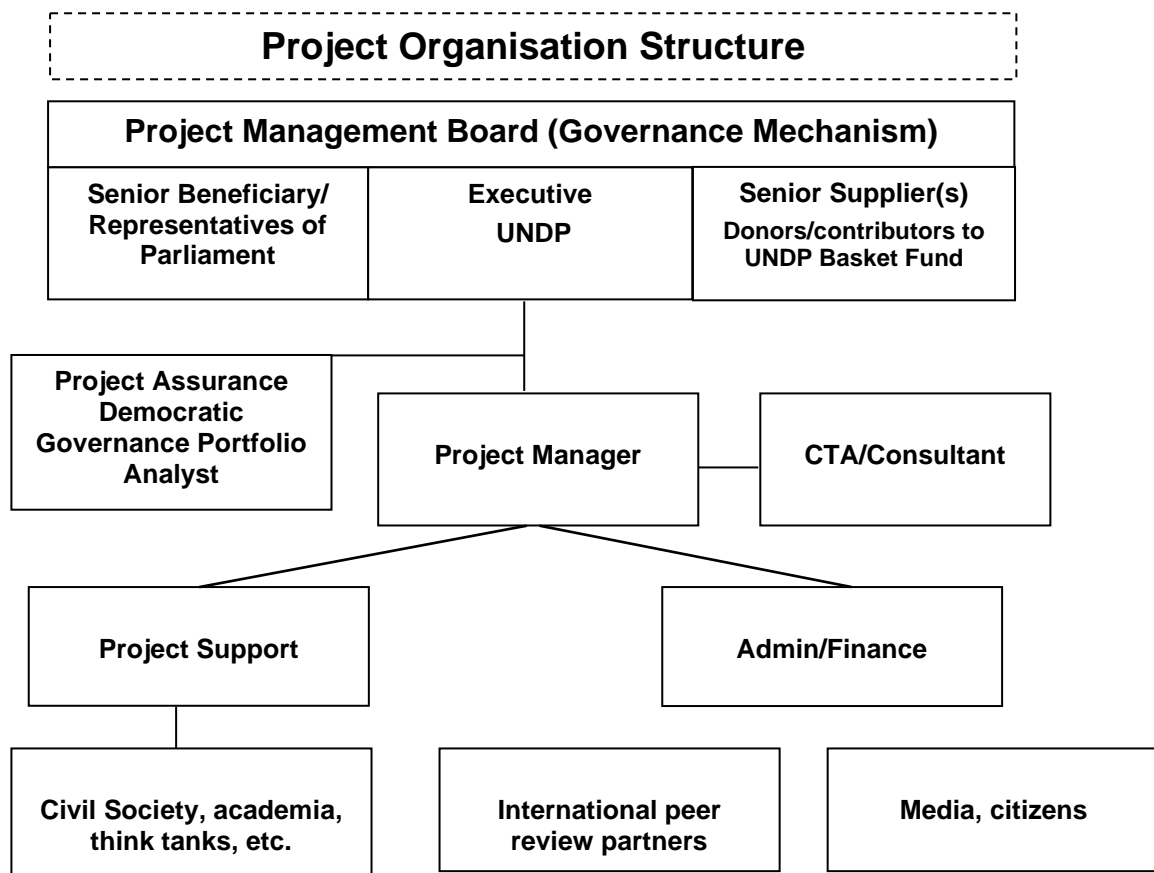 Project Organisation Structure
Project Management Board (Governance Mechanism)
Senior Beneficiary/
Representatives of
Parliament
Executive
UNDP
Senior Supplier(s)
Donors/contributors to
UNDP Basket Fund
Project Assurance
Democratic
Governance Portfolio
Analyst
Project Manager
CTA/Consultant
Project Support
Admin/Finance
Civil Society, academia,
think tanks, etc.
International peer
review partners
Media, citizens